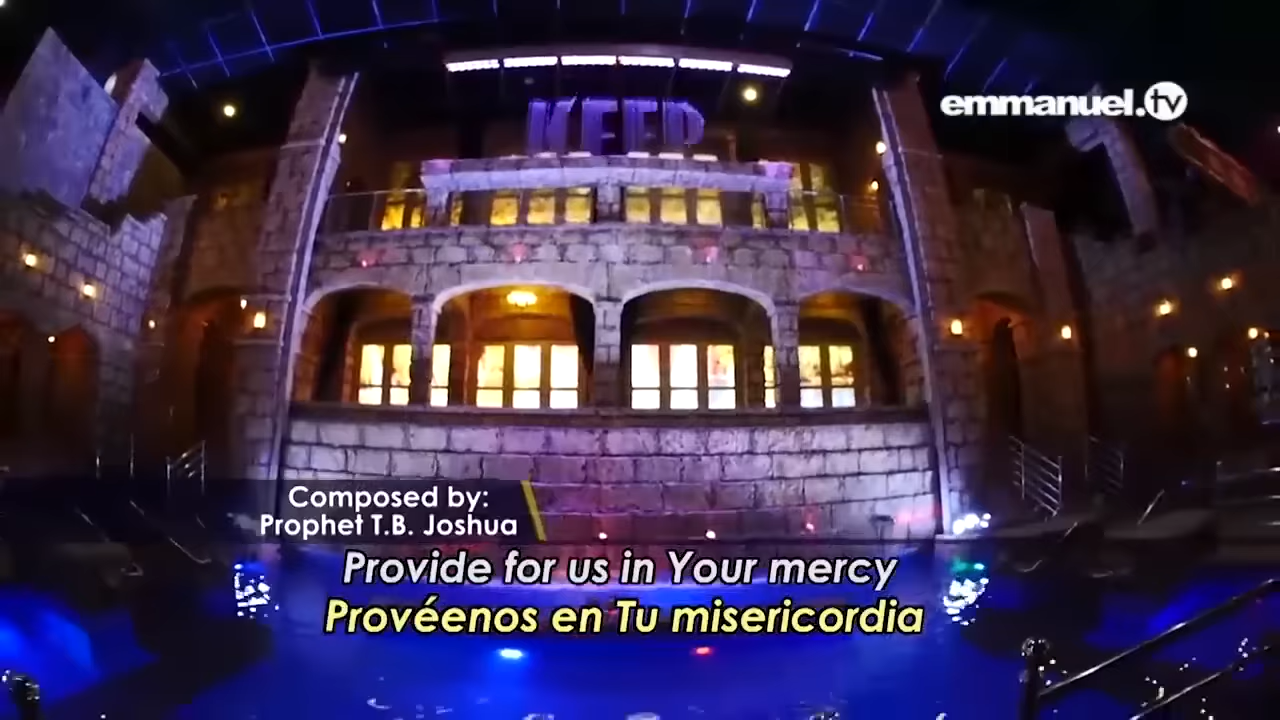 emmanuel.tv
KEEP
Composed by:
Prophet T.B. Joshua
Provide for us in Your mercy
Provéenos en Tu misericordia